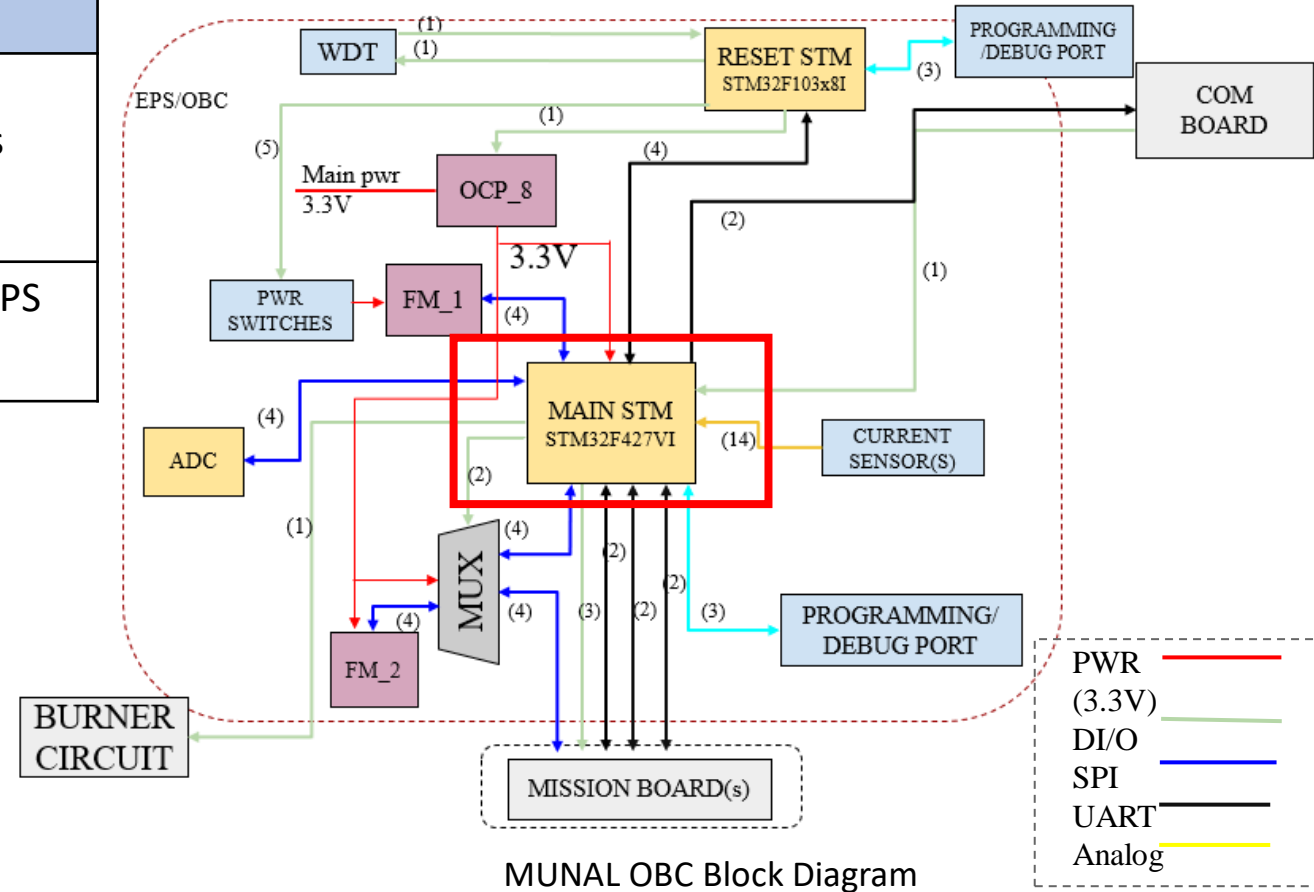 s
PS
(1)
WDT
(1)
RESET STM
STM32F103x8I
(3)
PROGRAMMING
/DEBUG PORT
COM
BOARD
EPS/OBC
(1)
(5)
(4)
Main pwr
3.3V
OCP_8
(2)
3.3V
(1)
PWR
SWITCHES
FM_1
(4)
MAIN STM
STM32F427VI
(4)
(14)
CURRENT
SENSOR(S)
ADC
(2)
(1)
(4)
MUX
(2)
(2)
(4)
(3)
(2)
(3)
PROGRAMMING/
DEBUG PORT
(4)
FM_2
BURNER
CIRCUIT
MISSION BOARD(s)
PWR
(3.3V)
DI/O
SPI
UART
Analog
MUNAL OBC Block Diagram